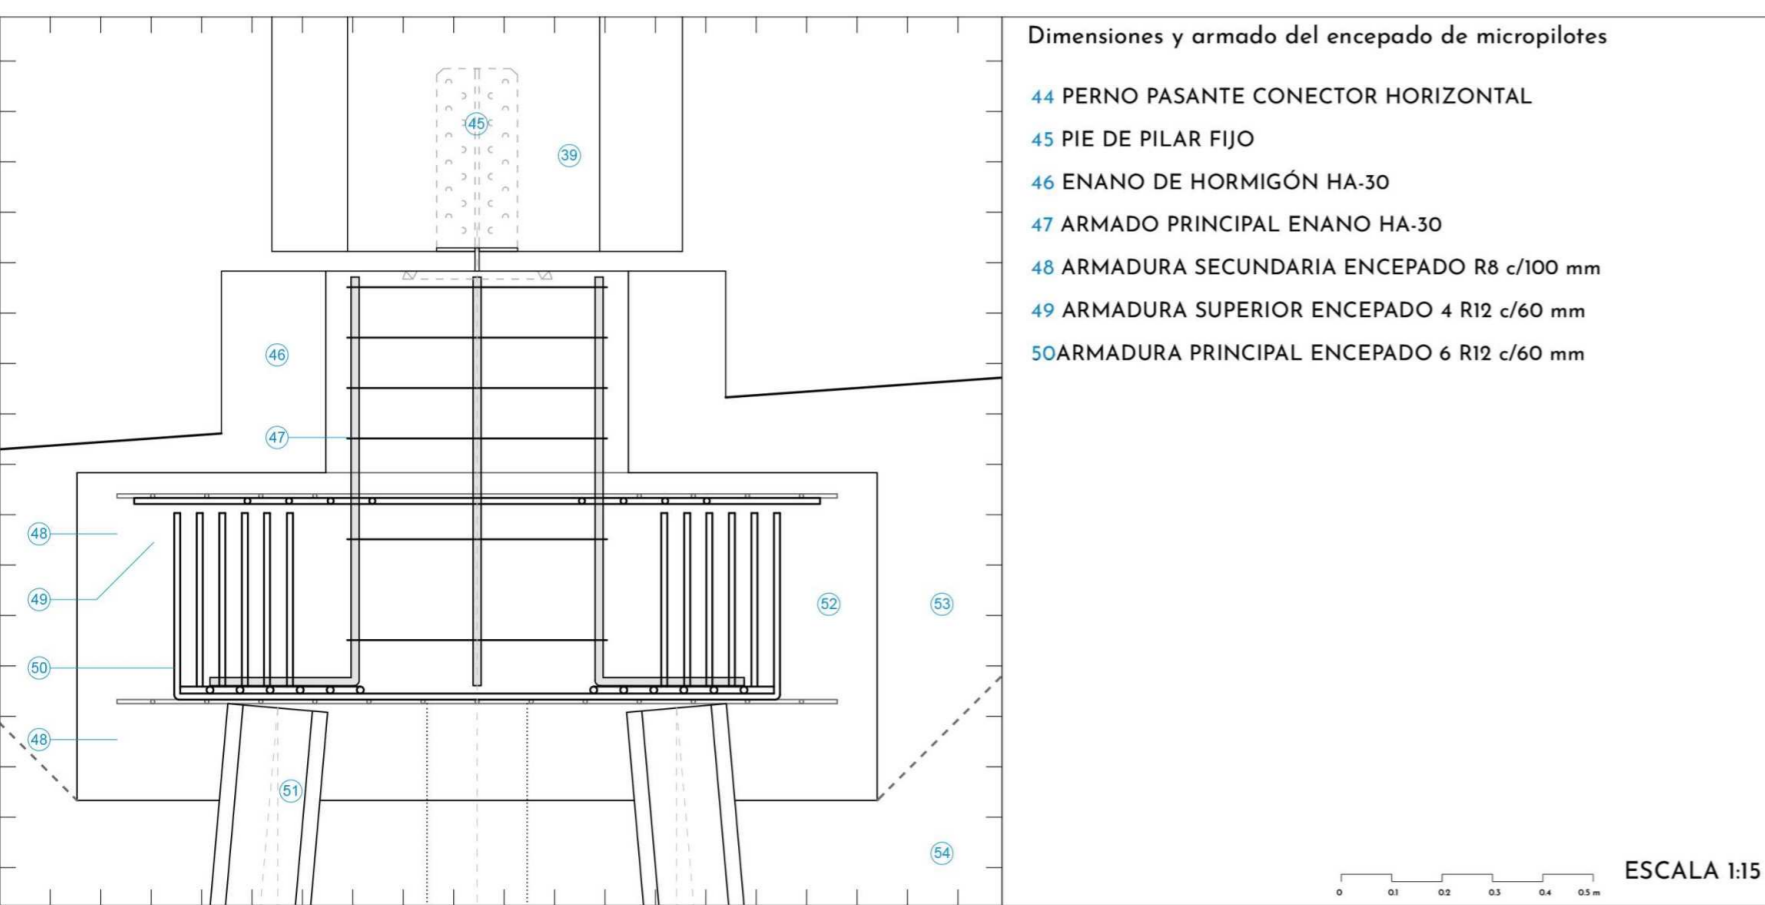 Dimensiones y armado del encepado de micropilotes
44 PERNO PASANTE CONECTOR HORIZONTAL
45 PIE DE PILAR FIJO
46 ENANO DE HORMIGÓN HA-30
47 ARMADO PRINCIPAL ENANO HA-30
48 ARMADURA SECUNDARIA ENCEPADO R8 c/100 mm
49 ARMADURA SUPERIOR ENCEPADO 4 R12 c/60 mm
50ARMADURA PRINCIPAL ENCEPADO 6 R12 c/60 mm
45
39
46
47
48
49
52
53
50
48
51
54
0 0.1 0.2 0.3 0.4 0.5 m
ESCALA 1:15